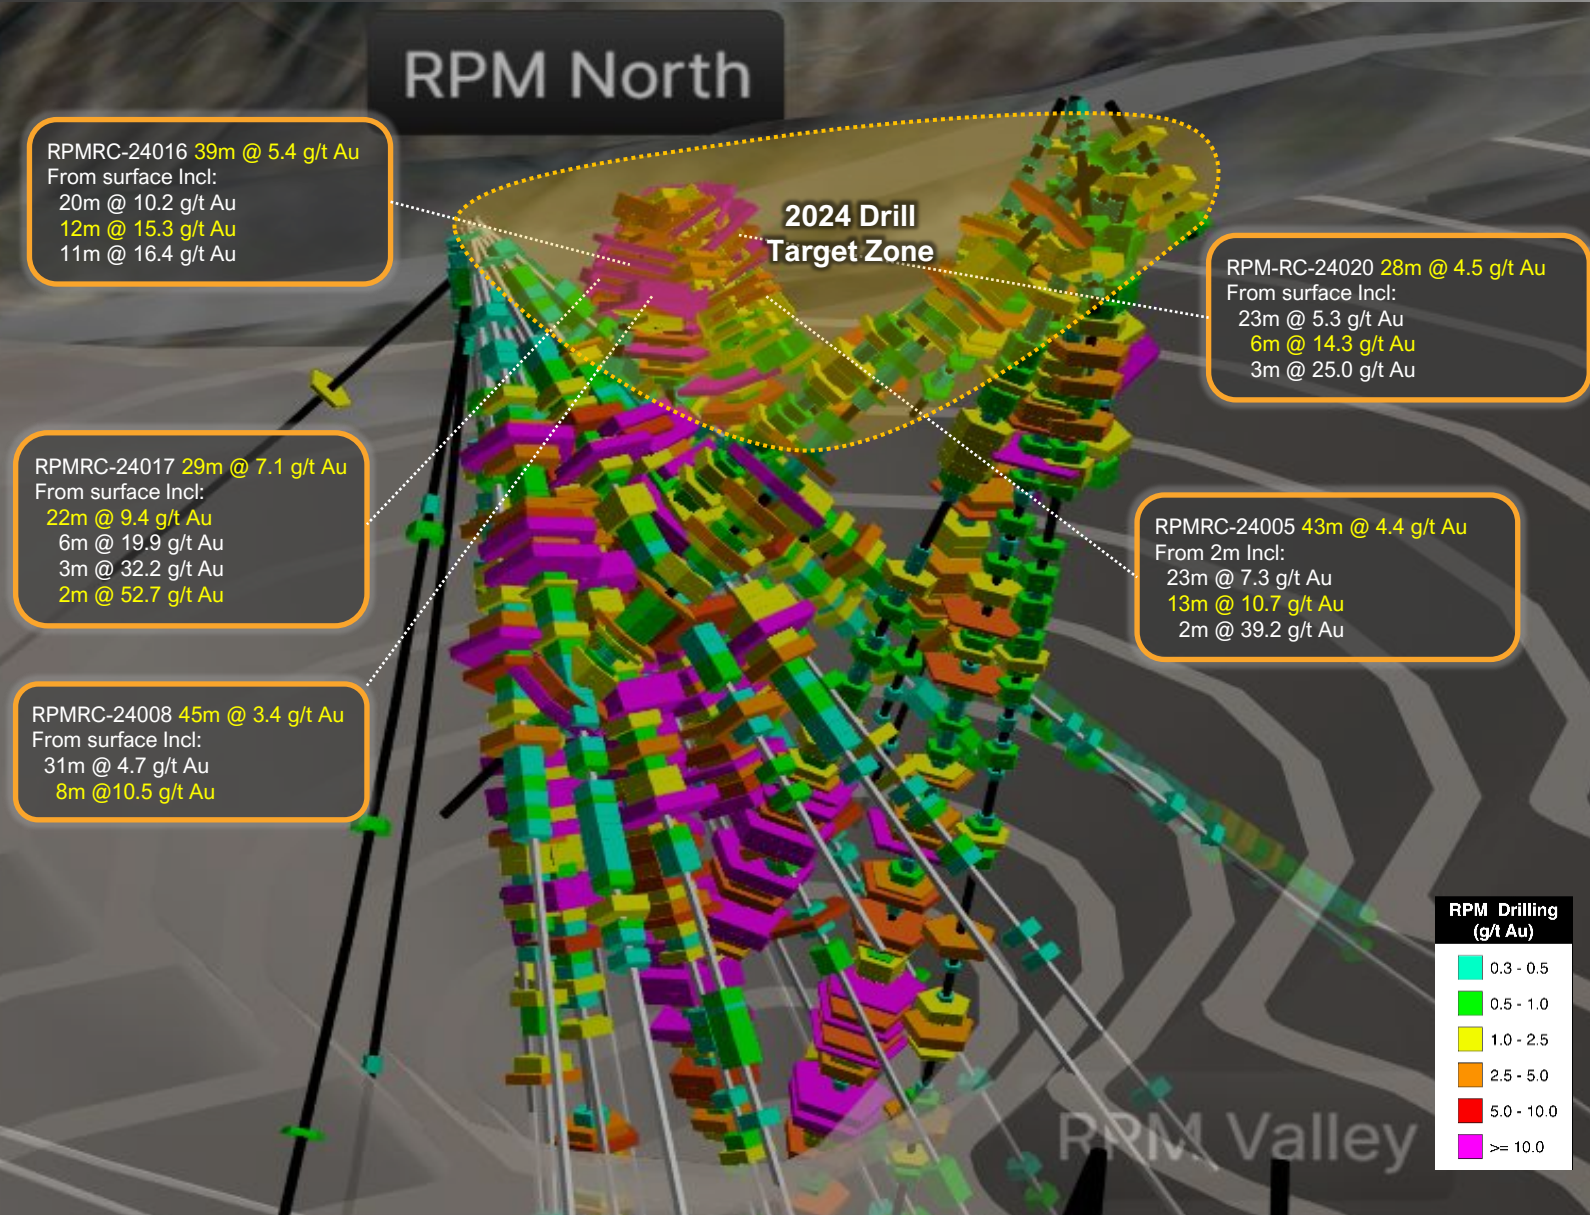 RPM North
RPMRC-24016 39m @ 5.4 g/t Au
From surface Incl:
20m @ 10.2 g/t Au
12m @ 15.3 g/t Au
11m @ 16.4 g/t Au
2024 Drill
Target Zone
RPM-RC-24020 28m @ 4.5 g/t Au
From surface Incl:
23m @ 5.3 g/t Au
6m @ 14.3 g/t Au
3m @ 25.0 g/t Au
RPMRC-24017 29m @ 7.1 g/t Au
From surface Incl:
22m @ 9.4 g/t Au
6m @ 19.9 g/t Au
3m @ 32.2 g/t Au
2m @ 52.7 g/t Au
RPMRC-24005 43m @ 4.4 g/t Au
From 2m Incl:
23m @ 7.3 g/t Au
13m @ 10.7 g/t Au
2m @ 39.2 g/t Au
RPMRC-24008 45m @ 3.4 g/t Au
From surface Incl:
31m @ 4.7 g/t Au
8m @10.5 g/t Au
RPM Drilling
(g/t Au)
0.3 - 0.5
0.5 - 1.0
1.0 - 2.5
2.5 - 5.0
5.0 - 10.0
>= 10.0
RPM Valley